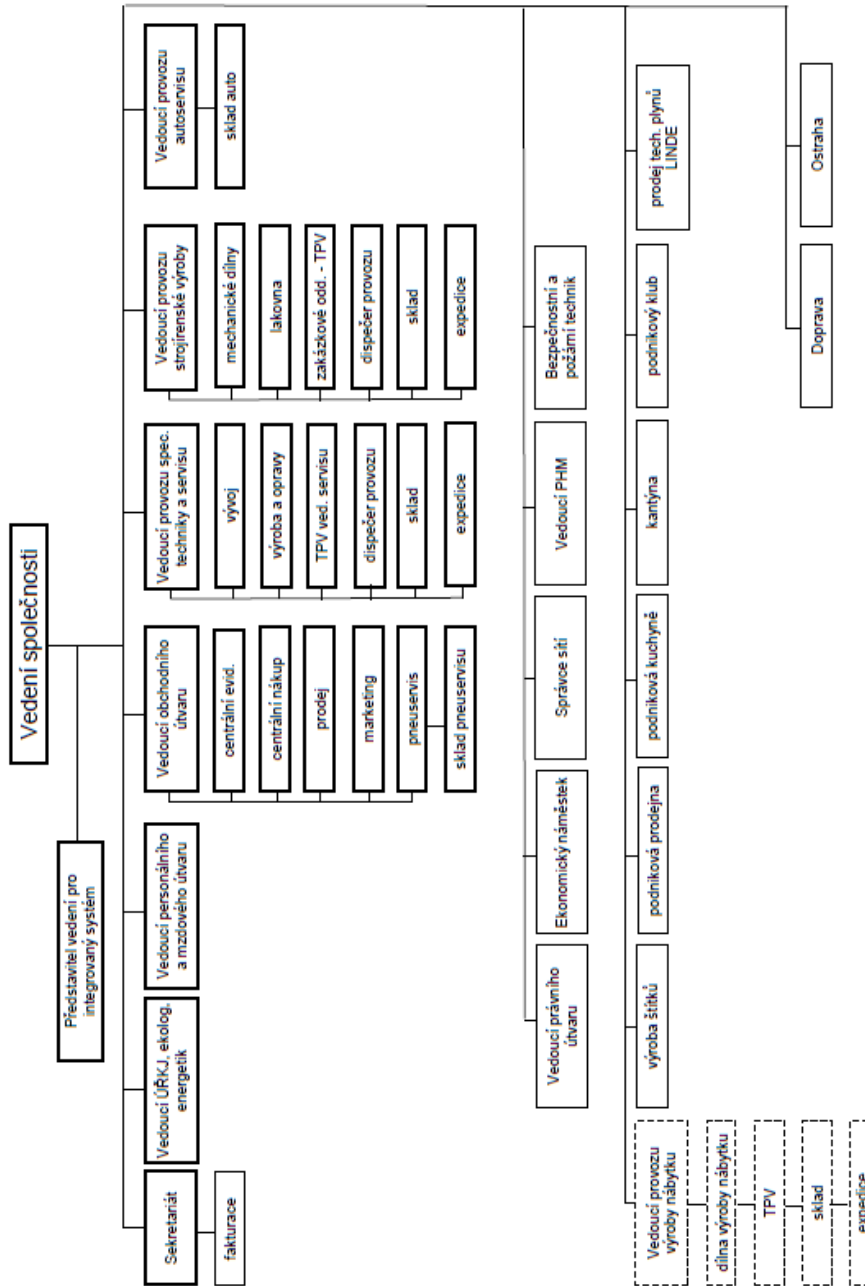 Vedení společnosti
Představitel vedení pro
integrovaný systém
Sekretariát
fakturace
Vedoucí ÚŘKJ, ekolog,
energetik
Vedoucí personálního
a mzdového útvaru
Vedoucí obchodního
útvaru
centrální evid.
centrální nákup
prodej
marketing
pneuservis
sklad pneuservisu
Vedoucí provozu spec.
techniky a servisu
vývoj
výroba a opravy
TPV ved. servisu
dispečer provozu
sklad
expedice
Vedoucí provozu
strojírenské výroby
mechanické dílny
lakovna
zakázkové odd. - TPV
dispečer provozu
sklad
expedice
Vedoucí provozu
autoservisu
sklad auto
Vedoucí právního
útvaru
Ekonomický náměstek
Správce sítí
Vedoucí PHM
Bezpečnostní a
požární technik
Vedoucí provozu
výroby nábytku
dílna výroby nábytku
TPV
sklad
expedice
výroba štítků
podniková prodejna
podniková kuchyně
kantýna
podnikový klub
prodej tech. plynů
LINDE
Doprava
Ostraha